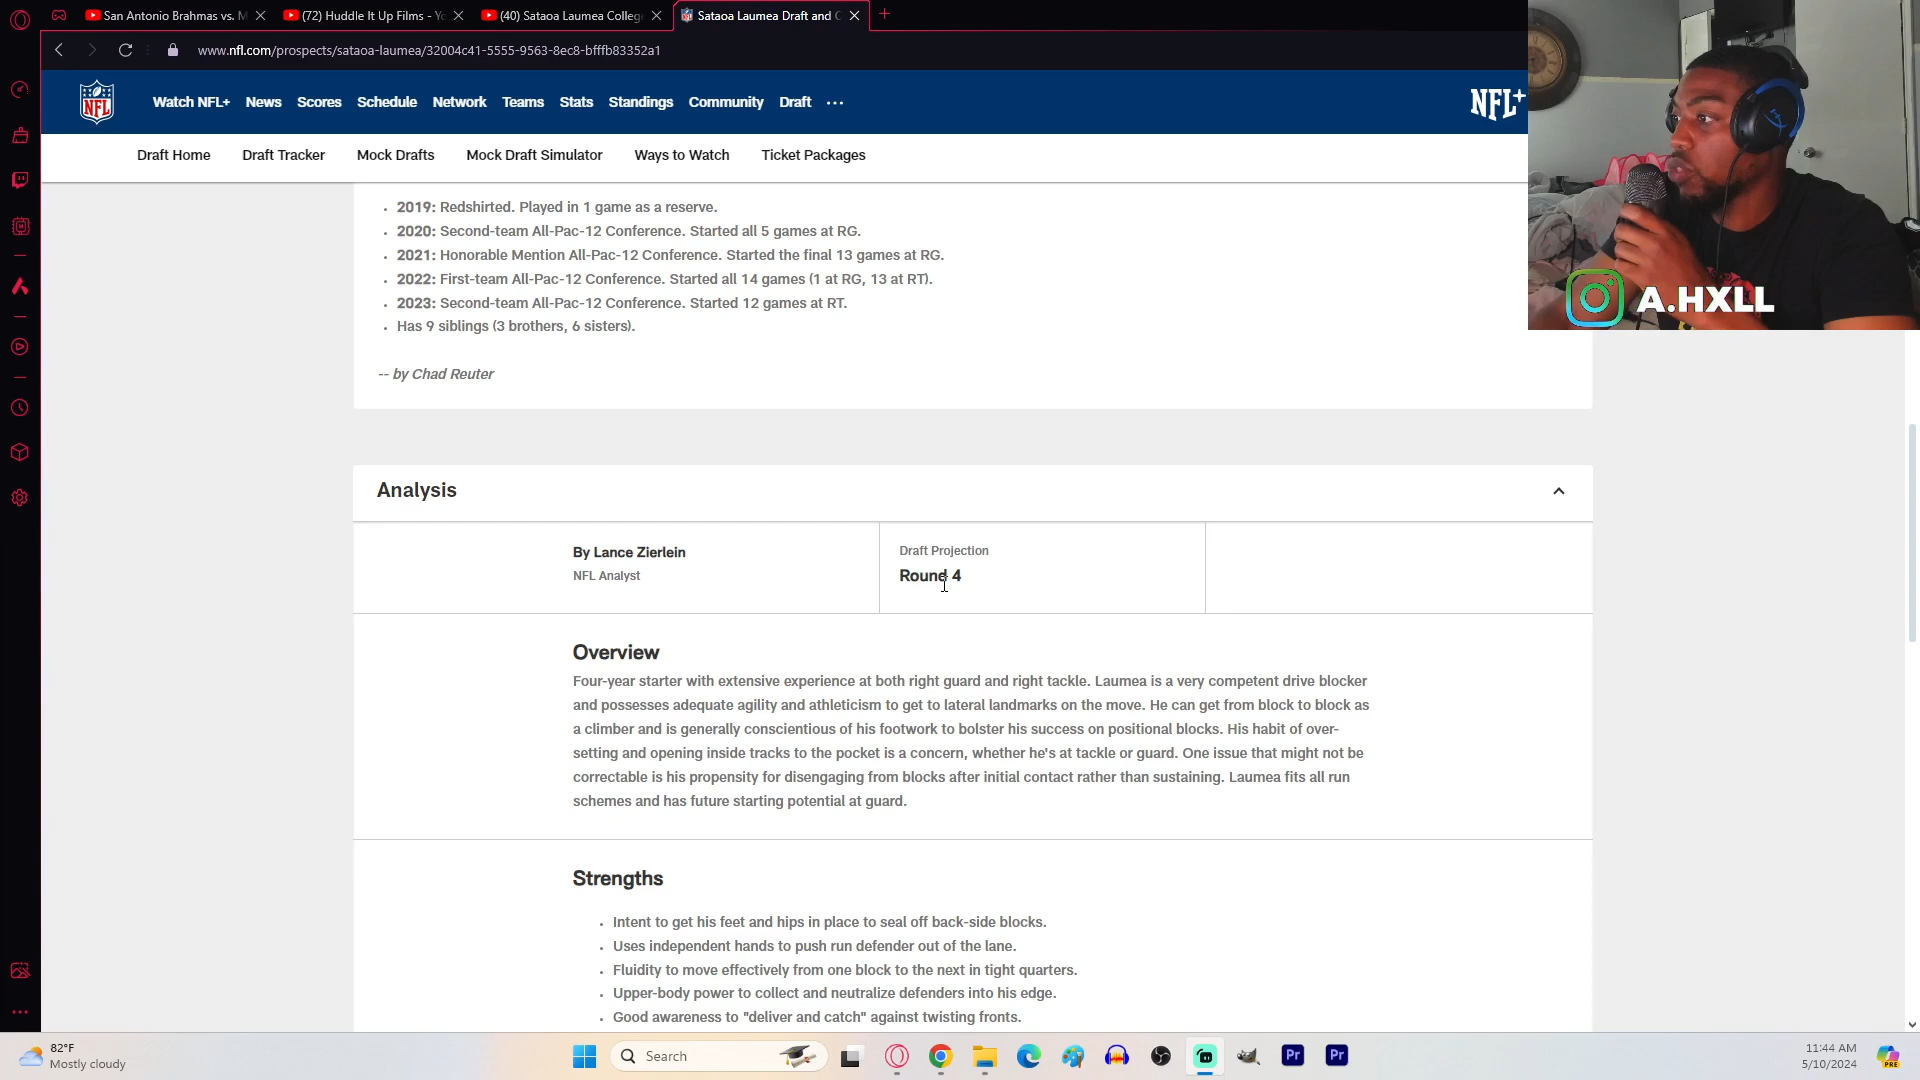 San Antonio Brahmas vs. M
(72) Huddle It Up Films - Yo
(40) Sataoa Laumea Colleg
Sataoa Laumea Draft and C
www.nfl.com/prospects/sataoa-laumea/32004c41-5555-9563-8ec8-bfffb83352a1
NFL
Watch NFL+ News Scores Schedule Network Teams Stats Standings Community Draft ...
NFL+
Draft Home Draft Tracker Mock Drafts Mock Draft Simulator Ways to Watch Ticket Packages
• 2019: Redshirted. Played in 1 game as a reserve.
• 2020: Second-team All-Pac-12 Conference. Started all 5 games at RG.
• 2021: Honorable Mention All-Pac-12 Conference. Started the final 13 games at RG.
• 2022: First-team All-Pac-12 Conference. Started all 14 games (1 at RG, 13 at RT).
• 2023: Second-team All-Pac-12 Conference. Started 12 games at RT.
• Has 9 siblings (3 brothers, 6 sisters).
A.HXLL
-- by Chad Reuter
Analysis
By Lance Zierlein
NFL Analyst
Draft Projection
Round 4
Overview
Four-year starter with extensive experience at both right guard and right tackle. Laumea is a very competent drive blocker
and possesses adequate agility and athleticism to get to lateral landmarks on the move. He can get from block to block as
a climber and is generally conscientious of his footwork to bolster his success on positional blocks. His habit of over-
setting and opening inside tracks to the pocket is a concern, whether he's at tackle or guard. One issue that might not be
correctable is his propensity for disengaging from blocks after initial contact rather than sustaining. Laumea fits all run
schemes and has future starting potential at guard.
Strengths
• Intent to get his feet and hips in place to seal off back-side blocks.
• Uses independent hands to push run defender out of the lane.
• Fluidity to move effectively from one block to the next in tight quarters.
• Upper-body power to collect and neutralize defenders into his edge.
• Good awareness to "deliver and catch" against twisting fronts.
82°F
Mostly cloudy
Search
Pr
Pr
11:44 AM
5/10/2024
PRE